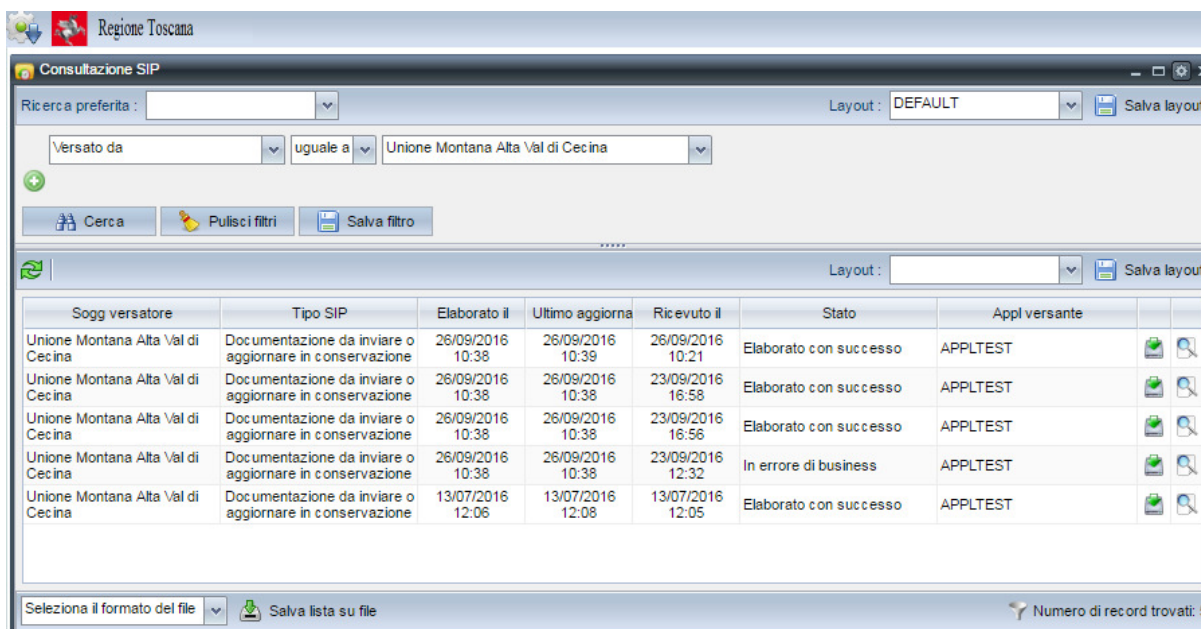 Regione Toscana
Consultazione SIP
Ricerca preferita :
Layout : DEFAULT
Salva layout
Versato da
uguale a
Unione Montana Alta Val di Cecina
Cerca
Pulisci filtri
Salva filtro
Layout :
Salva layout
Sogg versatore Tipo SIP Elaborato il Ultimo aggiorna Ricevuto il Stato Appl versante
Unione Montana Alta Val di Documentazione da inviare o 26/09/2016 26/09/2016 26/09/2016
Cecina aggiornare in conservazione 10:38 10:39 10:21 Elaborato con successo APPLTEST
Unione Montana Alta Val di Documentazione da inviare o 26/09/2016 26/09/2016 23/09/2016
Cecina aggiornare in conservazione 10:38 10:38 16:58 Elaborato con successo APPLTEST
Unione Montana Alta Val di Documentazione da inviare o 26/09/2016 26/09/2016 23/09/2016
Cecina aggiornare in conservazione 10:38 10:38 16:56 Elaborato con successo APPLTEST
Unione Montana Alta Val di Documentazione da inviare o 26/09/2016 26/09/2016 23/09/2016
Cecina aggiornare in conservazione 10:38 10:38 12:32 In errore di business APPLTEST
Unione Montana Alta Val di Documentazione da inviare o 13/07/2016 13/07/2016 13/07/2016
Cecina aggiornare in conservazione 12:06 12:08 12:05 Elaborato con successo APPLTEST
Seleziona il formato del file
Salva lista su file
Numero di record trovati: